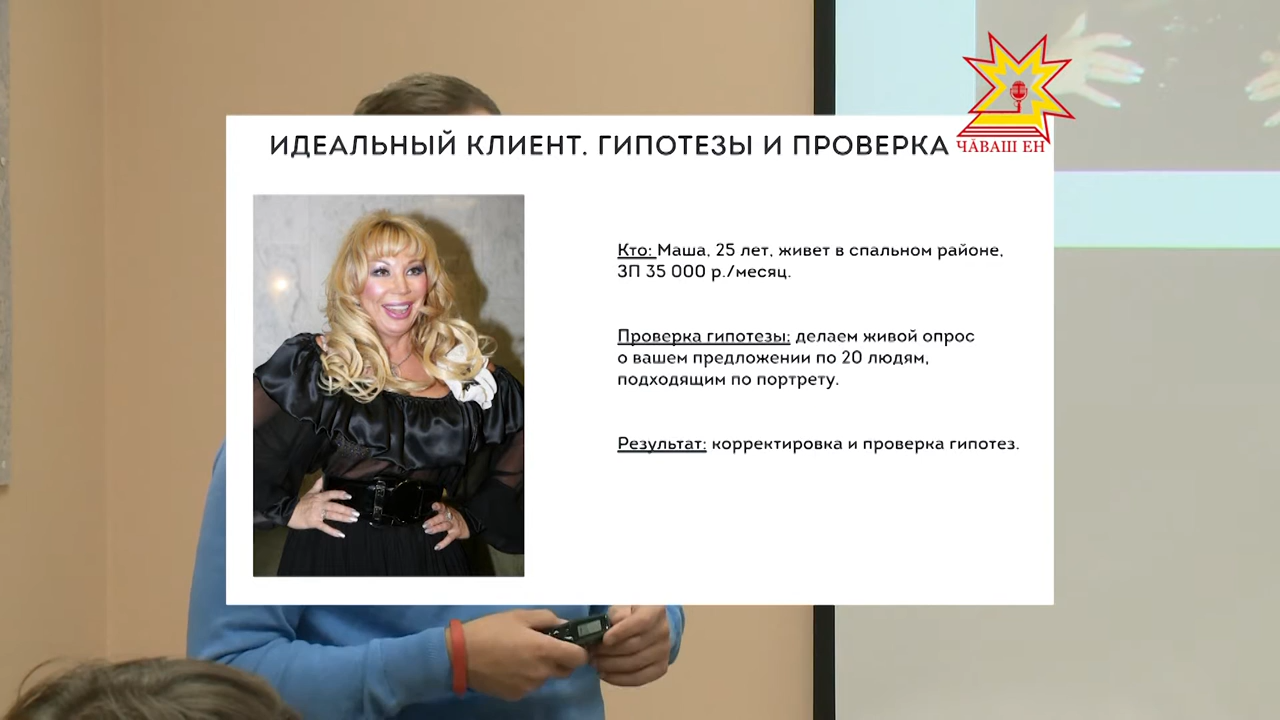 ИДЕАЛЬНЫЙ КЛИЕНТ. ГИПОТЕЗЫ И ПРОВЕРКА
ЧӐВАШ ЕН
Кто: Маша, 25 лет, живет в спальном районе,
ЗП 35 000 р./месяц.
Проверка гипотезы: делаем живой опрос
о вашем предложении по 20 людям,
подходящим по портрету.
Результат: корректировка и проверка гипотез.